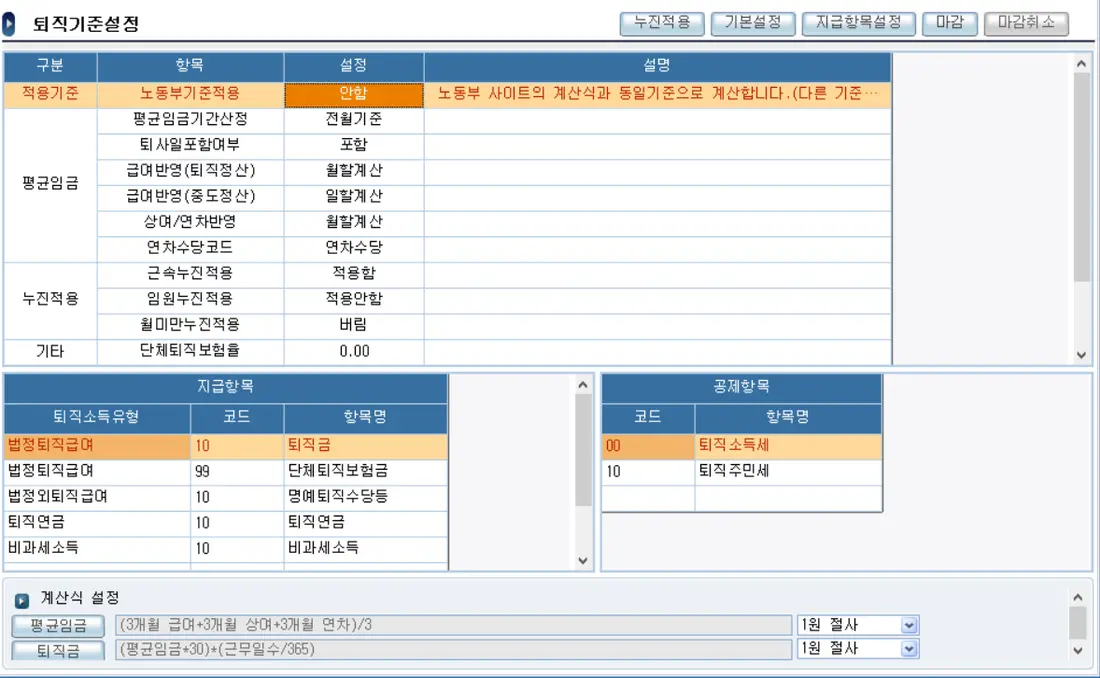 퇴직기준설정 누진적용 기본설정 지급항목설정 마감 마감취소
구분 항목 설정 설명
적용기준 노동부기준적용 안함 노동부 사이트의 계산식과 동일기준으로 계산합니다.(다른 기준…
평균임금기간산정 전월기준
퇴사일포함여부 포함
평균임금 급여반영(퇴직정산) 월할계산
급여반영(중도정산) 일할계산
상여/연차반영 월할계산
연차수당코드 연차수당
근속누진적용 적용함
누진적용 임원누진적용 적용안함
월미만누진적용 버림
기타 단체퇴직보험율 0.00
지급항목
퇴직소득유형 코드 항목명
법정퇴직급여 10 퇴직금
법정퇴직급여 99 단체퇴직보험금
법정외퇴직급여 10 명예퇴직수당등
퇴직연금 10 퇴직연금
비과세소득 10 비과세소득
공제항목
코드 항목명
00 퇴직소득세
10 퇴직주민세
계산식 설정
평균임금 (3개월 급여+3개월 상여+3개월 연차)/3 1원 절사
퇴직금 (평균임금*30)*(근무일수/365) 1원 절사